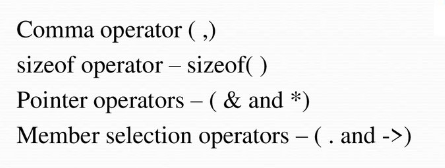 Comma operator ( ,)
sizeof operator – sizeof( )
Pointer operators – ( & and *)
Member selection operators – ( . and ->)